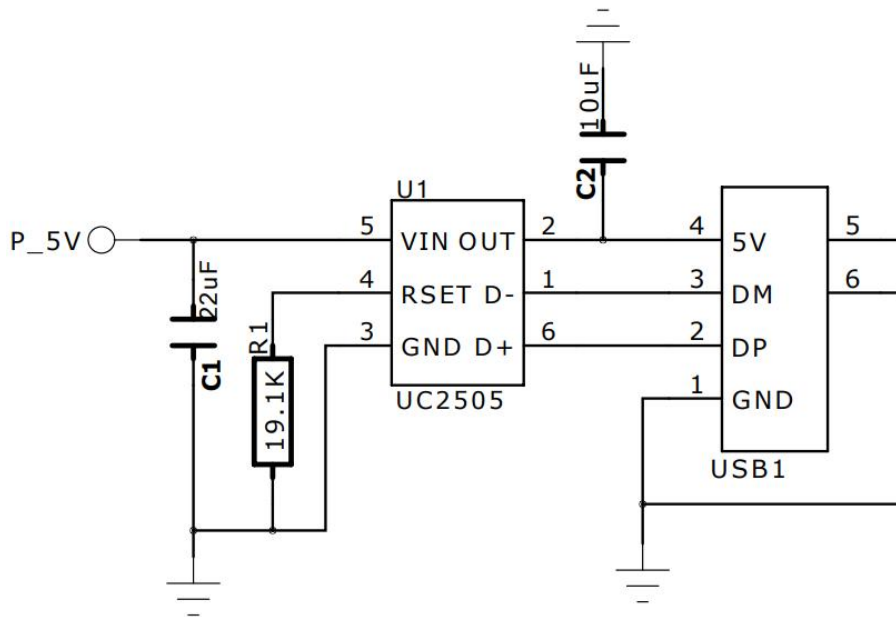 10uF
C2
U1
P_5V
5
VIN OUT
2
4
5V
5
22uF
4
RSET D-
1
3
DM
6
R1
3
GND D+
6
2
DP
C1
19.1K
UC2505
1
GND
USB1